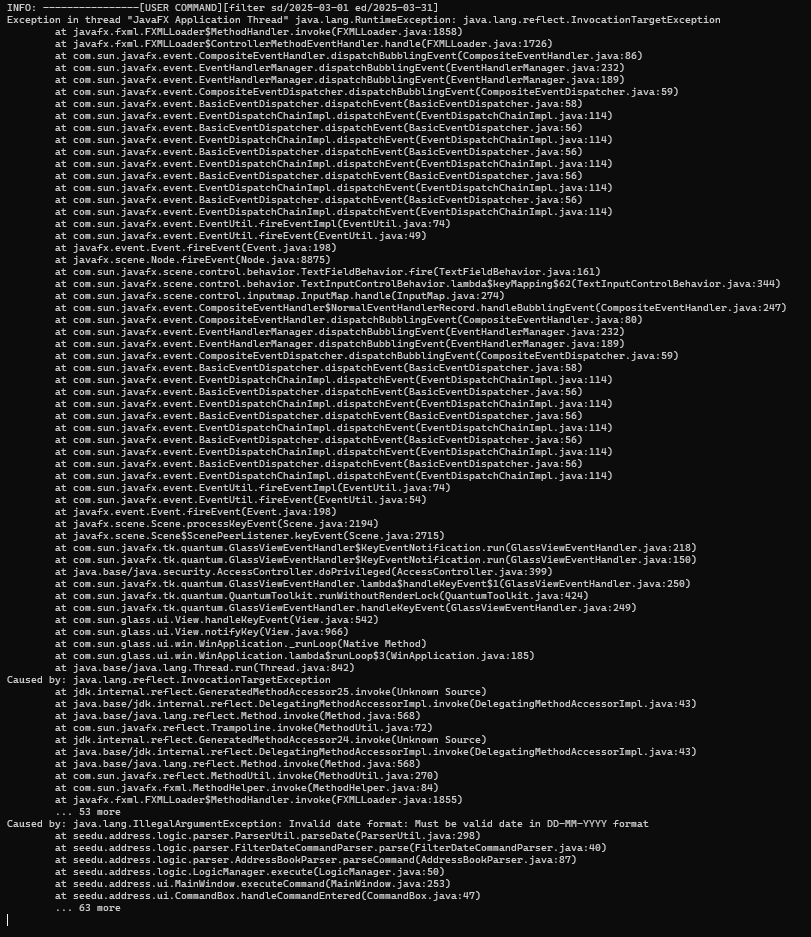 INFO: ----------------[USER COMMAND][filter sd/2025-03-01 ed/2025-03-31]
Exception in thread "JavaFX Application Thread" java.lang.RuntimeException: java.lang.reflect.InvocationTargetException
        at javafx.fxml.FXMLLoader$MethodHandler.invoke(FXMLLoader.java:1858)
        at javafx.fxml.FXMLLoader$ControllerMethodEventHandler.handle(FXMLLoader.java:1726)
        at com.sun.javafx.event.CompositeEventHandler.dispatchBubblingEvent(CompositeEventHandler.java:86)
        at com.sun.javafx.event.EventHandlerManager.dispatchBubblingEvent(EventHandlerManager.java:232)
        at com.sun.javafx.event.EventHandlerManager.dispatchBubblingEvent(EventHandlerManager.java:189)
        at com.sun.javafx.event.CompositeEventDispatcher.dispatchBubblingEvent(CompositeEventDispatcher.java:59)
        at com.sun.javafx.event.BasicEventDispatcher.dispatchEvent(BasicEventDispatcher.java:58)
        at com.sun.javafx.event.EventDispatchChainImpl.dispatchEvent(EventDispatchChainImpl.java:114)
        at com.sun.javafx.event.BasicEventDispatcher.dispatchEvent(BasicEventDispatcher.java:56)
        at com.sun.javafx.event.EventDispatchChainImpl.dispatchEvent(EventDispatchChainImpl.java:114)
        at com.sun.javafx.event.BasicEventDispatcher.dispatchEvent(BasicEventDispatcher.java:56)
        at com.sun.javafx.event.EventDispatchChainImpl.dispatchEvent(EventDispatchChainImpl.java:114)
        at com.sun.javafx.event.BasicEventDispatcher.dispatchEvent(BasicEventDispatcher.java:56)
        at com.sun.javafx.event.EventDispatchChainImpl.dispatchEvent(EventDispatchChainImpl.java:114)
        at com.sun.javafx.event.BasicEventDispatcher.dispatchEvent(BasicEventDispatcher.java:56)
        at com.sun.javafx.event.EventDispatchChainImpl.dispatchEvent(EventDispatchChainImpl.java:114)
        at com.sun.javafx.event.EventUtil.fireEventImpl(EventUtil.java:74)
        at com.sun.javafx.event.EventUtil.fireEvent(EventUtil.java:49)
        at javafx.event.Event.fireEvent(Event.java:198)
        at javafx.scene.Node.fireEvent(Node.java:8875)
        at com.sun.javafx.scene.control.behavior.TextFieldBehavior.fire(TextFieldBehavior.java:161)
        at com.sun.javafx.scene.control.behavior.TextInputControlBehavior.lambda$keyMapping$62(TextInputControlBehavior.java:344)
        at com.sun.javafx.scene.control.inputmap.InputMap.handle(InputMap.java:274)
        at com.sun.javafx.event.CompositeEventHandler$NormalEventHandlerRecord.handleBubblingEvent(CompositeEventHandler.java:247)
        at com.sun.javafx.event.CompositeEventHandler.dispatchBubblingEvent(CompositeEventHandler.java:80)
        at com.sun.javafx.event.EventHandlerManager.dispatchBubblingEvent(EventHandlerManager.java:232)
        at com.sun.javafx.event.EventHandlerManager.dispatchBubblingEvent(EventHandlerManager.java:189)
        at com.sun.javafx.event.CompositeEventDispatcher.dispatchBubblingEvent(CompositeEventDispatcher.java:59)
        at com.sun.javafx.event.BasicEventDispatcher.dispatchEvent(BasicEventDispatcher.java:58)
        at com.sun.javafx.event.EventDispatchChainImpl.dispatchEvent(EventDispatchChainImpl.java:114)
        at com.sun.javafx.event.BasicEventDispatcher.dispatchEvent(BasicEventDispatcher.java:56)
        at com.sun.javafx.event.EventDispatchChainImpl.dispatchEvent(EventDispatchChainImpl.java:114)
        at com.sun.javafx.event.BasicEventDispatcher.dispatchEvent(BasicEventDispatcher.java:56)
        at com.sun.javafx.event.EventDispatchChainImpl.dispatchEvent(EventDispatchChainImpl.java:114)
        at com.sun.javafx.event.BasicEventDispatcher.dispatchEvent(BasicEventDispatcher.java:56)
        at com.sun.javafx.event.EventDispatchChainImpl.dispatchEvent(EventDispatchChainImpl.java:114)
        at com.sun.javafx.event.BasicEventDispatcher.dispatchEvent(BasicEventDispatcher.java:56)
        at com.sun.javafx.event.EventDispatchChainImpl.dispatchEvent(EventDispatchChainImpl.java:114)
        at com.sun.javafx.event.EventUtil.fireEventImpl(EventUtil.java:74)
        at com.sun.javafx.event.EventUtil.fireEvent(EventUtil.java:54)
        at javafx.event.Event.fireEvent(Event.java:198)
        at javafx.scene.Scene.processKeyEvent(Scene.java:2194)
        at javafx.scene.Scene$ScenePeerListener.keyEvent(Scene.java:2715)
        at com.sun.javafx.tk.quantum.GlassViewEventHandler$KeyEventNotification.run(GlassViewEventHandler.java:218)
        at com.sun.javafx.tk.quantum.GlassViewEventHandler$KeyEventNotification.run(GlassViewEventHandler.java:150)
        at java.base/java.security.AccessController.doPrivileged(AccessController.java:399)
        at com.sun.javafx.tk.quantum.GlassViewEventHandler.lambda$handleKeyEvent$1(GlassViewEventHandler.java:250)
        at com.sun.javafx.tk.quantum.QuantumToolkit.runWithoutRenderLock(QuantumToolkit.java:424)
        at com.sun.javafx.tk.quantum.GlassViewEventHandler.handleKeyEvent(GlassViewEventHandler.java:249)
        at com.sun.glass.ui.View.handleKeyEvent(View.java:542)
        at com.sun.glass.ui.View.notifyKey(View.java:966)
        at com.sun.glass.ui.win.WinApplication._runLoop(Native Method)
        at com.sun.glass.ui.win.WinApplication.lambda$runLoop$3(WinApplication.java:185)
        at java.base/java.lang.Thread.run(Thread.java:842)
Caused by: java.lang.reflect.InvocationTargetException
        at jdk.internal.reflect.GeneratedMethodAccessor25.invoke(Unknown Source)
        at java.base/jdk.internal.reflect.DelegatingMethodAccessorImpl.invoke(DelegatingMethodAccessorImpl.java:43)
        at java.base/java.lang.reflect.Method.invoke(Method.java:568)
        at com.sun.javafx.reflect.Trampoline.invoke(MethodUtil.java:72)
        at jdk.internal.reflect.GeneratedMethodAccessor24.invoke(Unknown Source)
        at java.base/jdk.internal.reflect.DelegatingMethodAccessorImpl.invoke(DelegatingMethodAccessorImpl.java:43)
        at java.base/java.lang.reflect.Method.invoke(Method.java:568)
        at com.sun.javafx.reflect.MethodUtil.invoke(MethodUtil.java:270)
        at com.sun.javafx.fxml.MethodHelper.invoke(MethodHelper.java:84)
        at javafx.fxml.FXMLLoader$MethodHandler.invoke(FXMLLoader.java:1855)
        ... 53 more
Caused by: java.lang.IllegalArgumentException: Invalid date format: Must be valid date in DD-MM-YYYY format
        at seedu.address.logic.parser.ParserUtil.parseDate(ParserUtil.java:298)
        at seedu.address.logic.parser.FilterDateCommandParser.parse(FilterDateCommandParser.java:40)
        at seedu.address.logic.parser.AddressBookParser.parseCommand(AddressBookParser.java:87)
        at seedu.address.logic.LogicManager.execute(LogicManager.java:50)
        at seedu.address.ui.MainWindow.executeCommand(MainWindow.java:253)
        at seedu.address.ui.CommandBox.handleCommandEntered(CommandBox.java:47)
        ... 63 more